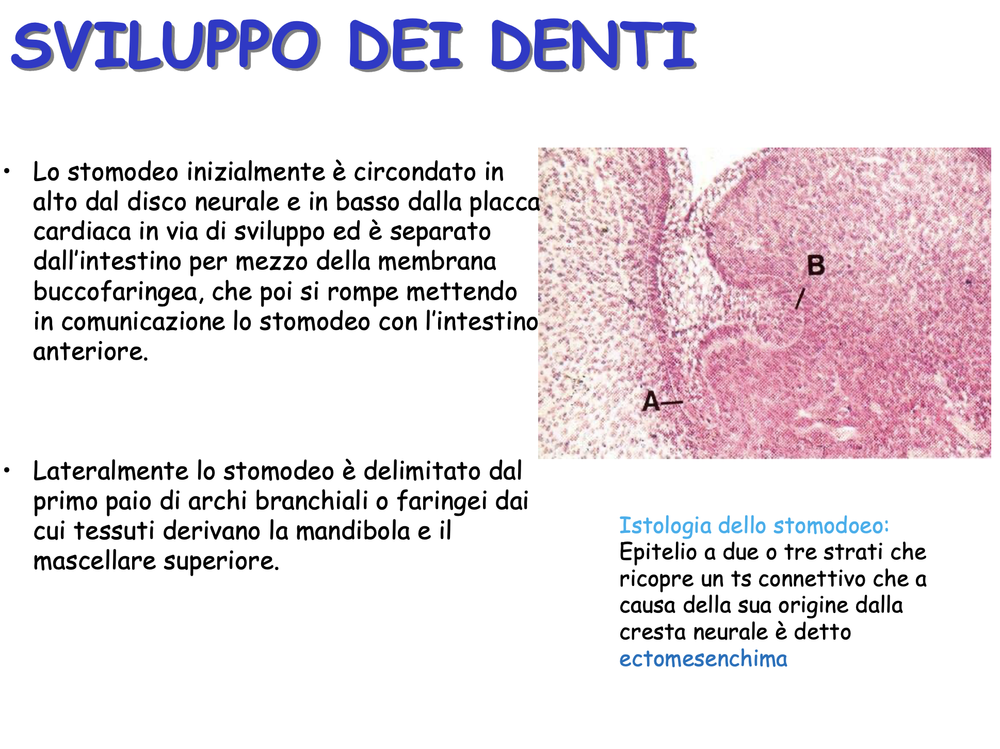 SVILUPPO DEI DENTI
• Lo stomodeo inizialmente è circondato in
alto dal disco neurale e in basso dalla placca
cardiaca in via di sviluppo ed è separato
dall’intestino per mezzo della membrana
buccofaringea, che poi si rompe mettendo
in comunicazione lo stomodeo con l’intestino
anteriore.
• Lateralmente lo stomodeo è delimitato dal
primo paio di archi branchiali o faringei dai
cui tessuti derivano la mandibola e il
mascellare superiore.
B
A
Istologia dello stomodoeo:
Epitelio a due o tre strati che
ricopre un ts connettivo che a
causa della sua origine dalla
cresta neurale è detto
ectomesenchima